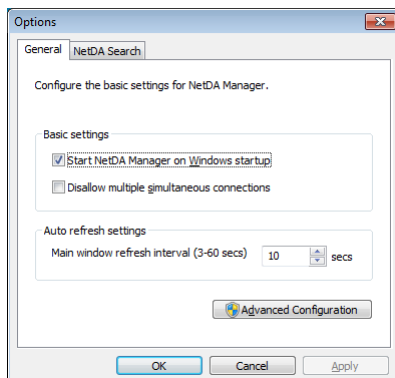 Options
General
NetDA Search
Configure the basic settings for NetDA Manager.
Basic settings
Start NetDA Manager on Windows startup
Disallow multiple simultaneous connections
Auto refresh settings
Main window refresh interval (3-60 secs) 10 secs
Advanced Configuration
OK Cancel Apply